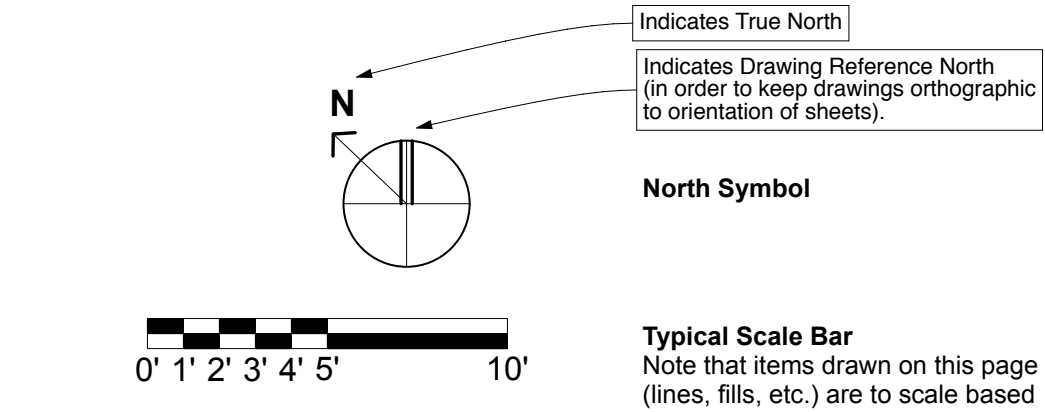 Indicates True North
Indicates Drawing Reference North
(in order to keep drawings orthographic
to orientation of sheets).
N
North Symbol
0' 1' 2' 3' 4' 5' 10'
Typical Scale Bar
Note that items drawn on this page
(lines, fills, etc.) are to scale based